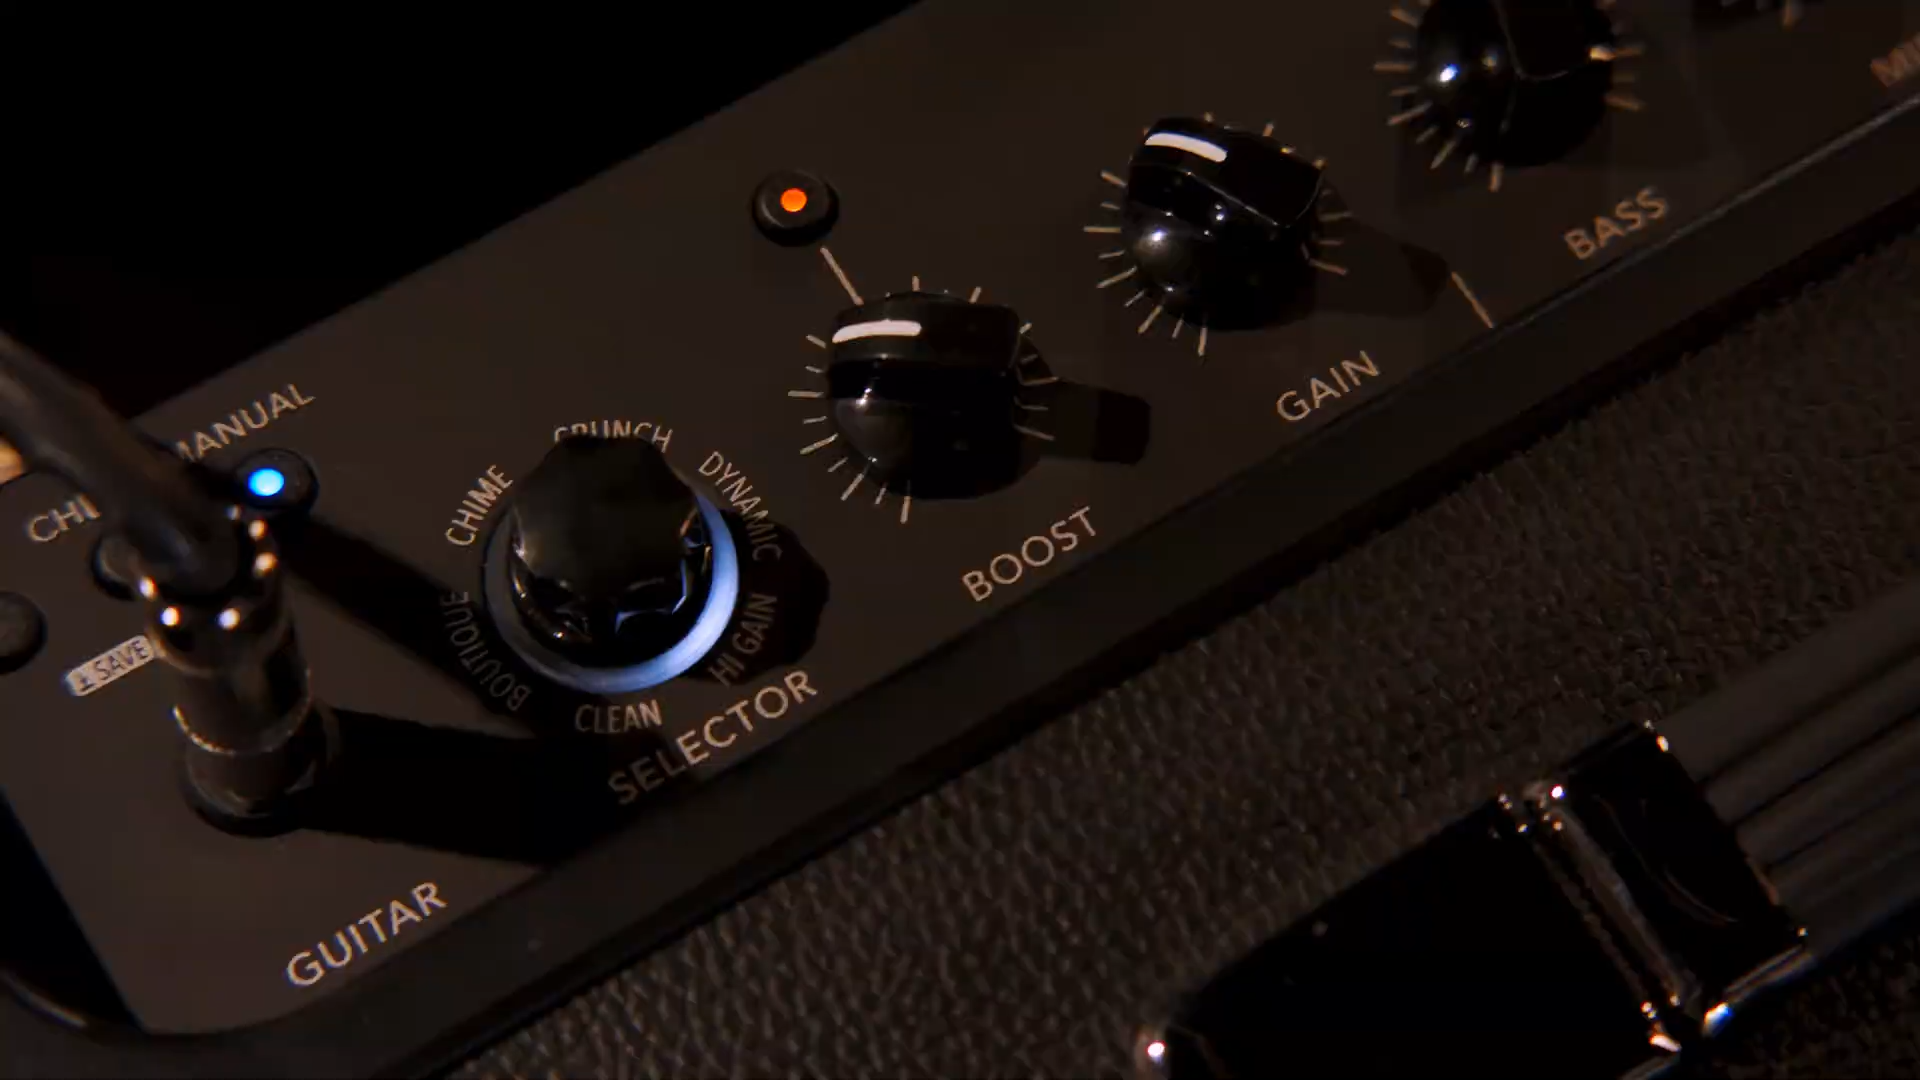 MANUAL
CRUNCH
CHIME
DYNAMIC
BOUTIQUE
HI GAIN
CLEAN
SELECTOR
BOOST
GAIN
BASS
SAVE
GUITAR